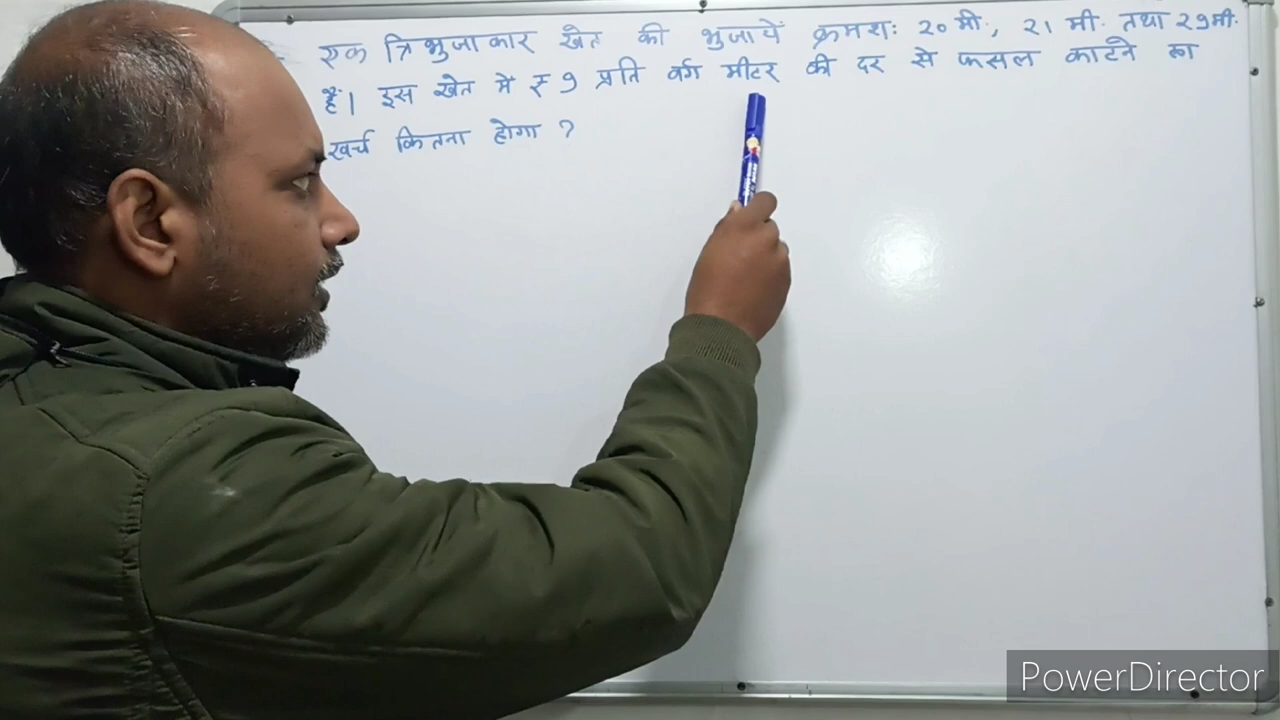 एक त्रिभुजाकार खेत की भुजायें क्रमशः 20 मी॰, 21 मी॰ तथा 29 मी॰
हैं। इस खेत में ₹ 9 प्रति वर्ग मीटर की दर से फसल काटने का
खर्च कितना होगा ?
PowerDirector